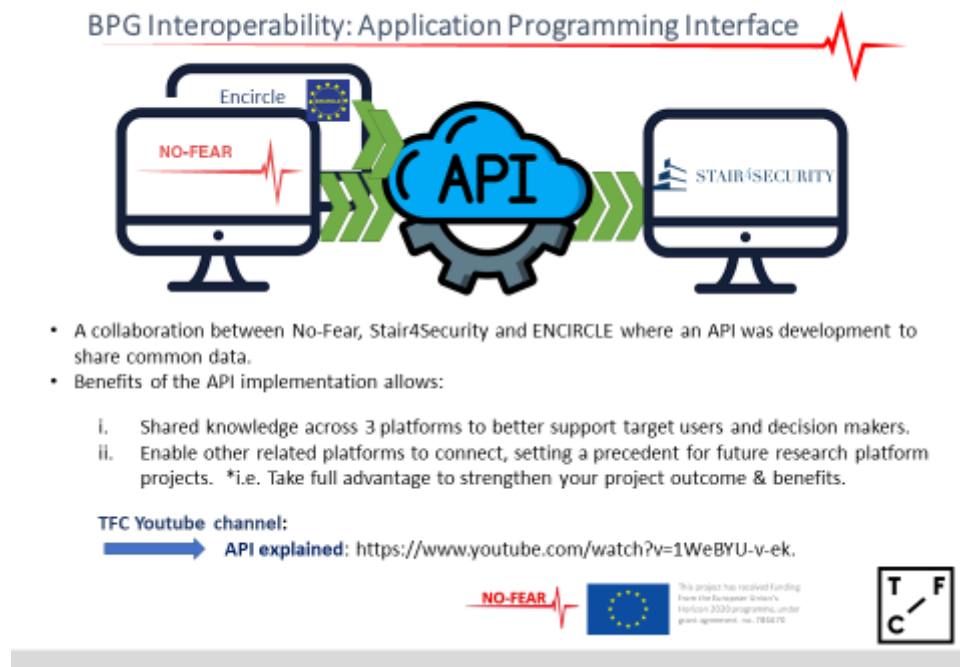 BPG Interoperability: Application Programming Interface
Encircle
ENCIRCLE
NO-FEAR
API
STAIR4SECURITY
• A collaboration between No-Fear, Stair4Security and ENCIRCLE where an API was development to
share common data.
• Benefits of the API implementation allows:
i. Shared knowledge across 3 platforms to better support target users and decision makers.
ii. Enable other related platforms to connect, setting a precedent for future research platform
projects. *i.e. Take full advantage to strengthen your project outcome & benefits.
TFC Youtube channel:
API explained: https://www.youtube.com/watch?v=1WeBYU-v-ek.
NO-FEAR
This project has received funding
from the European Union's
Horizon 2020 programme, under
grant agreement no. 786670
T F
C